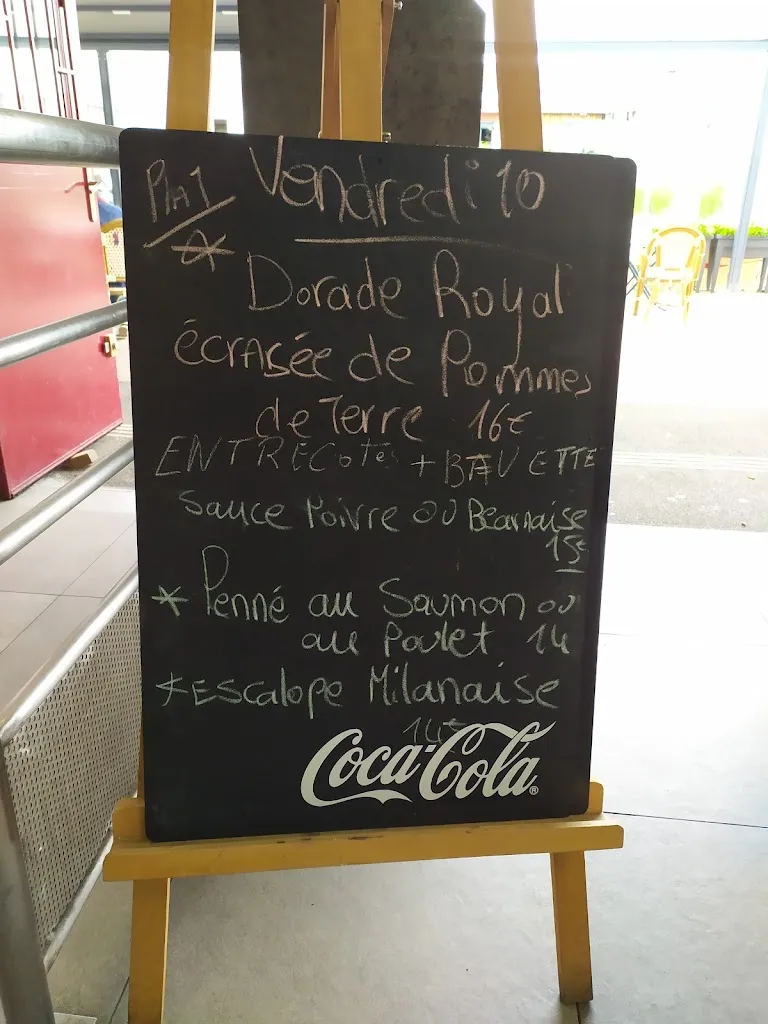 Plat
Vendredi 10
* Dorade Royal
écrasée de Pommes
de Terre 16€
ENTRECôtes + BAVETTE
Sauce Poivre ou Bearnaise
15€
* Penné au Saumon ou
au Poulet 14
* Escalope Milanaise
14€
Coca-Cola®